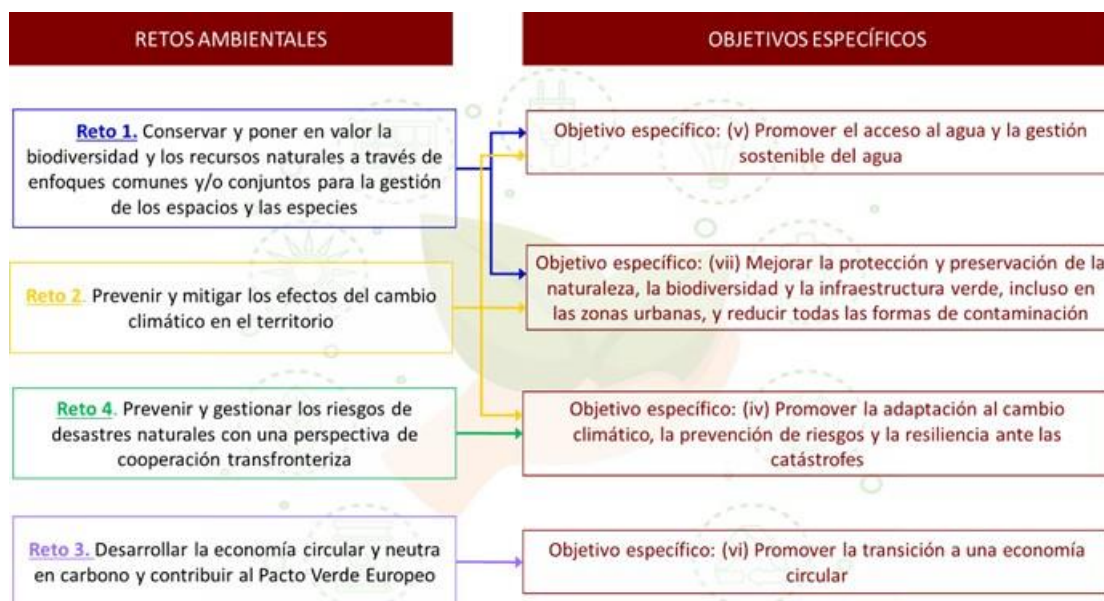 RETOS AMBIENTALES
Reto 1. Conservar y poner en valor la
biodiversidad y los recursos naturales a través de
enfoques comunes y/o conjuntos para la gestión
de los espacios y las especies
Reto 2. Prevenir y mitigar los efectos del cambio
climático en el territorio
Reto 4. Prevenir y gestionar los riesgos de
desastres naturales con una perspectiva de
cooperación transfronteriza
Reto 3. Desarrollar la economía circular y neutra
en carbono y contribuir al Pacto Verde Europeo
OBJETIVOS ESPECÍFICOS
Objetivo específico: (v) Promover el acceso al agua y la gestión
sostenible del agua
Objetivo específico: (vii) Mejorar la protección y preservación de la
naturaleza, la biodiversidad y la infraestructura verde, incluso en
las zonas urbanas, y reducir todas las formas de contaminación
Objetivo específico: (iv) Promover la adaptación al cambio
climático, la prevención de riesgos y la resiliencia ante las
catástrofes
Objetivo específico: (vi) Promover la transición a una economía
circular